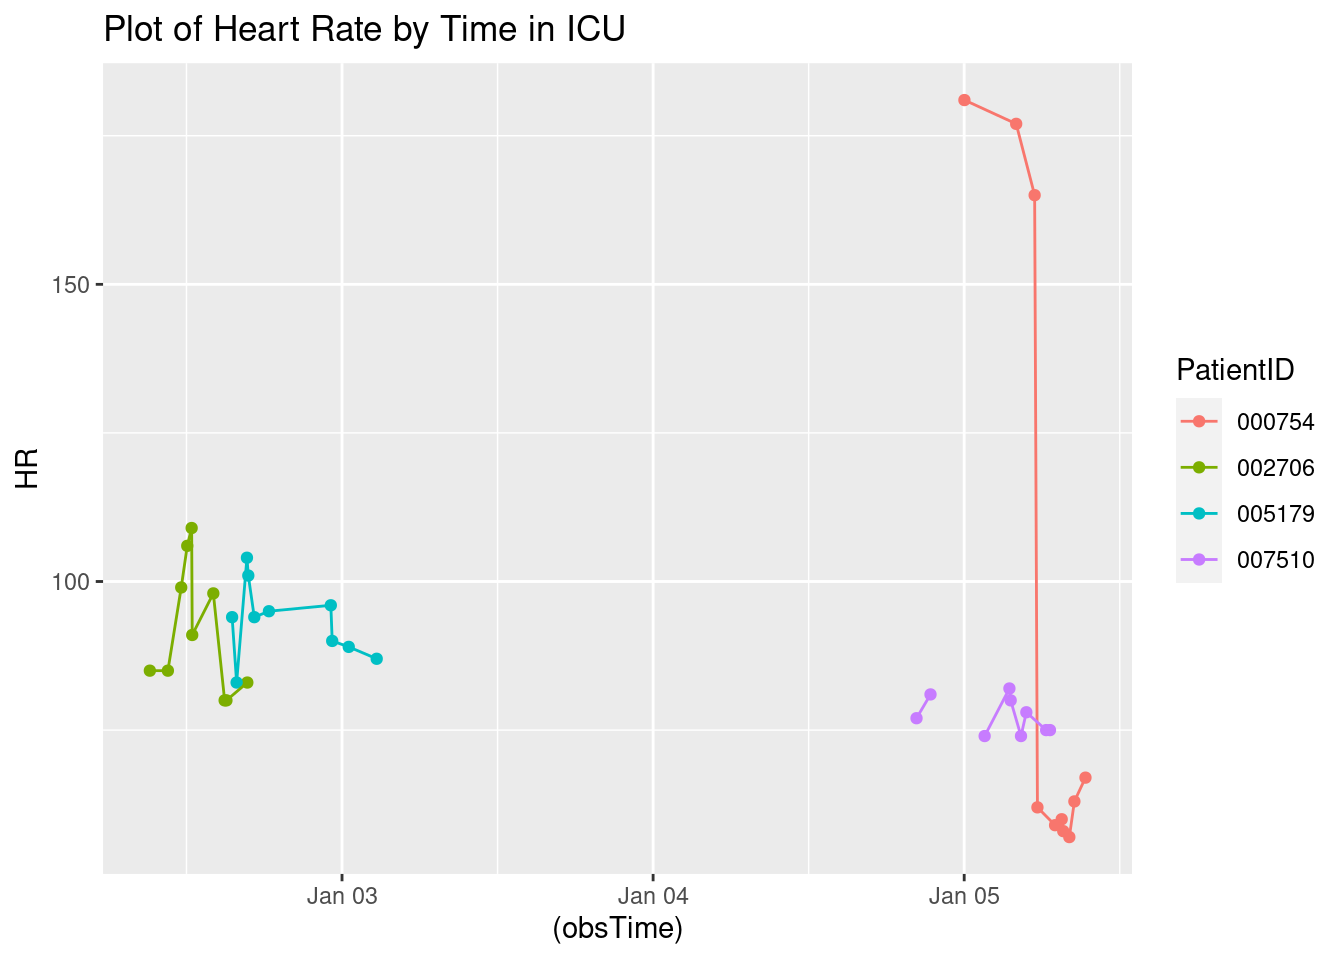 Plot of Heart Rate by Time in ICU
150
100
HR
Jan 03
Jan 04
Jan 05
(obsTime)
PatientID
000754
002706
005179
007510